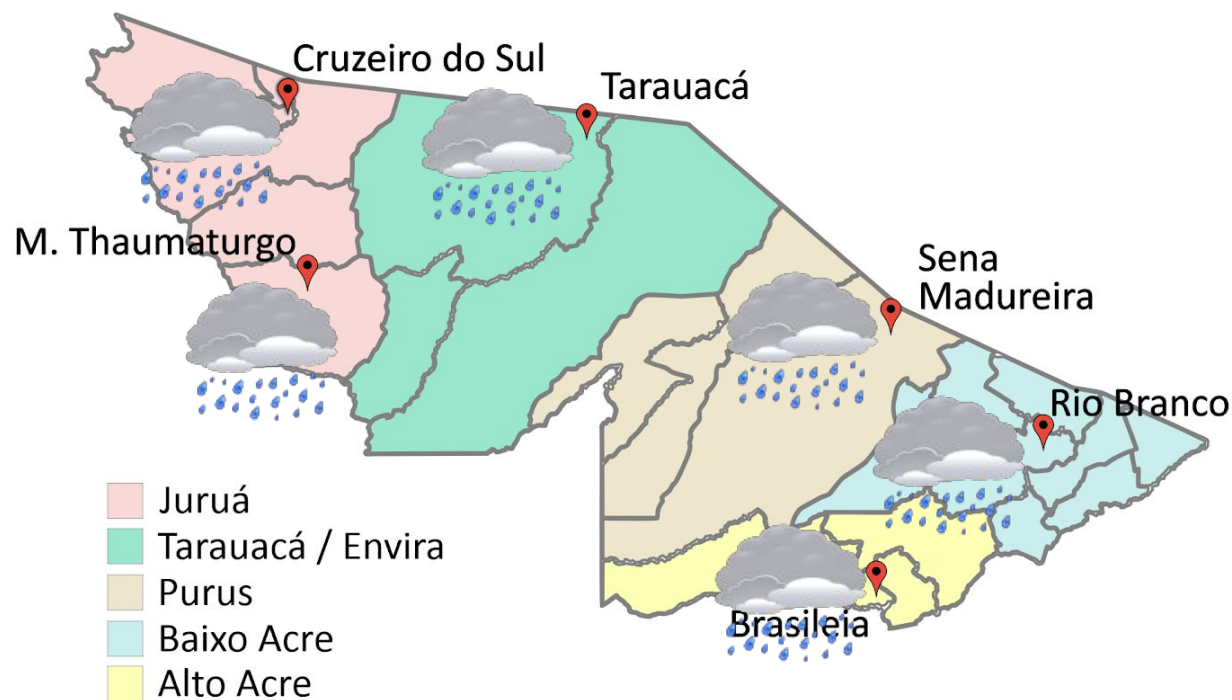 Cruzeiro do Sul
Tarauacá
M. Thaumaturgo
Sena
Madureira
Rio Branco
Brasileia
Juruá
Tarauacá / Envira
Purus
Baixo Acre
Alto Acre